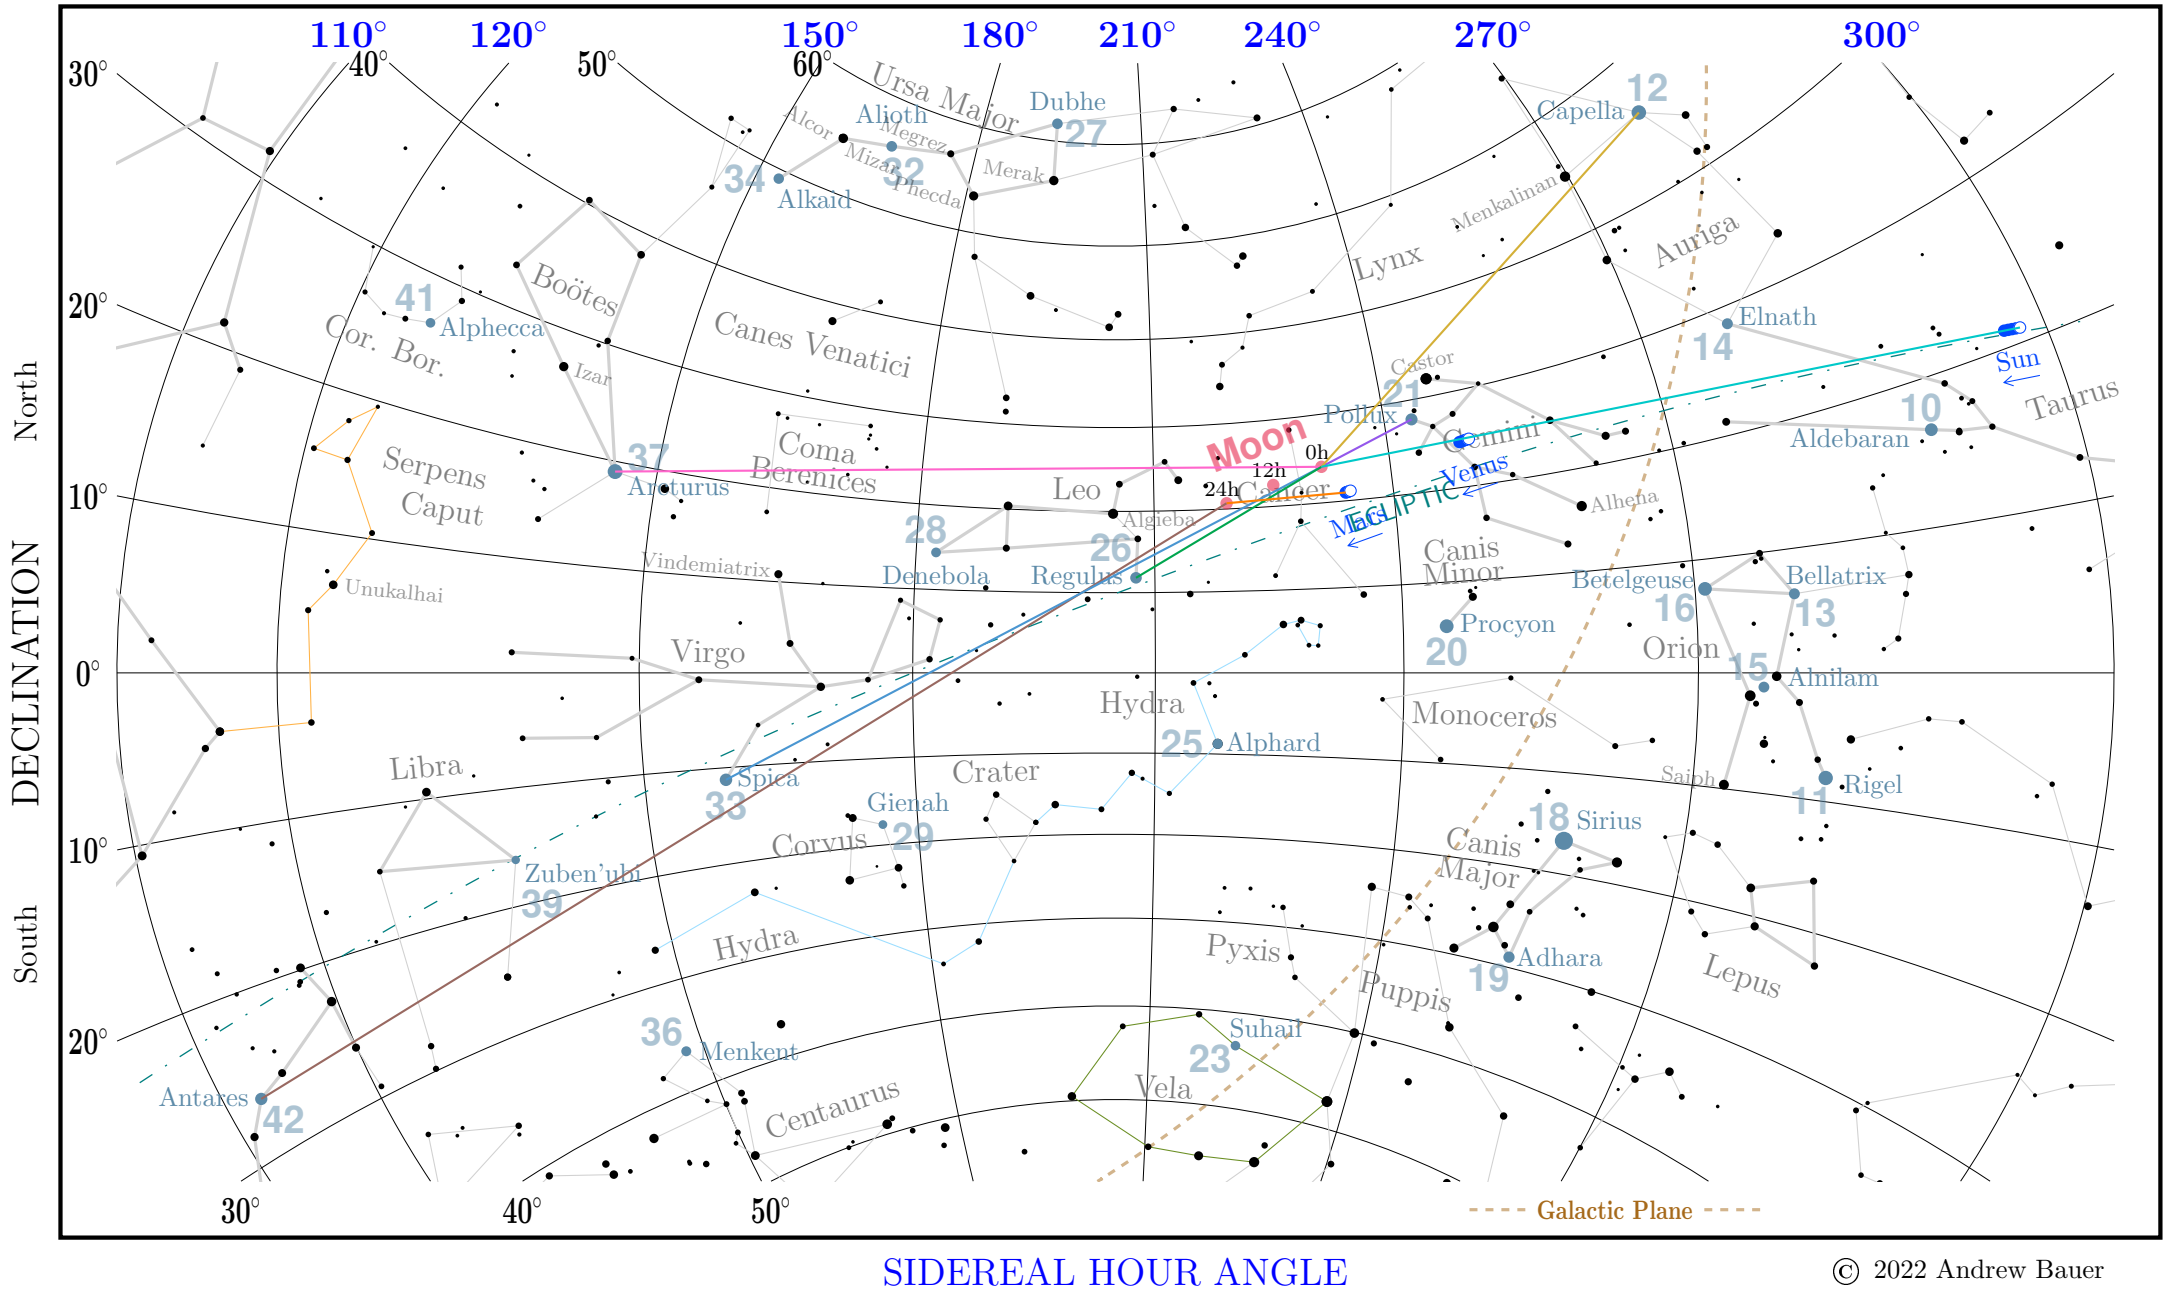 110° 120° 150° 180° 210° 240° 270° 300°
40° 50° 60°
30°
20°
10°
0°
10°
20°
30° 40° 50°
North
DECLINATION
South
Ursa Major
Dubhe
27
Alioth
32
Alcor
Mizar
Megrez
Phecda
Merak
34
Alkaid
12
Capella
Menkalinan
Auriga
Lynx
41
Alphecca
Cor. Bor.
Boötes
Izar
Canes Venatici
Elnath
14
Sun
Taurus
10
Aldebaran
Castor
21
Pollux
Gemini
Venus
Alhena
Moon
0h
12h
24h
Cancer
ECLIPTIC
Mars
Serpens
Caput
37
Arcturus
Coma
Berenices
Leo
Algieba
28
Denebola
26
Regulus
Vindemiatrix
Unukalhai
Canis
Minor
Procyon
20
Betelgeuse
16
Bellatrix
13
Orion
15
Alnilam
Virgo
Hydra
25
Alphard
Monoceros
Saiph
11
Rigel
Libra
Spica
33
Crater
Gienah
29
Corvus
18
Sirius
Canis
Major
Zuben'ubi
39
Hydra
Pyxis
Puppis
19
Adhara
Lepus
36
Menkent
Suhail
23
Vela
Centaurus
Antares
42
Galactic Plane
SIDEREAL HOUR ANGLE
© 2022 Andrew Bauer